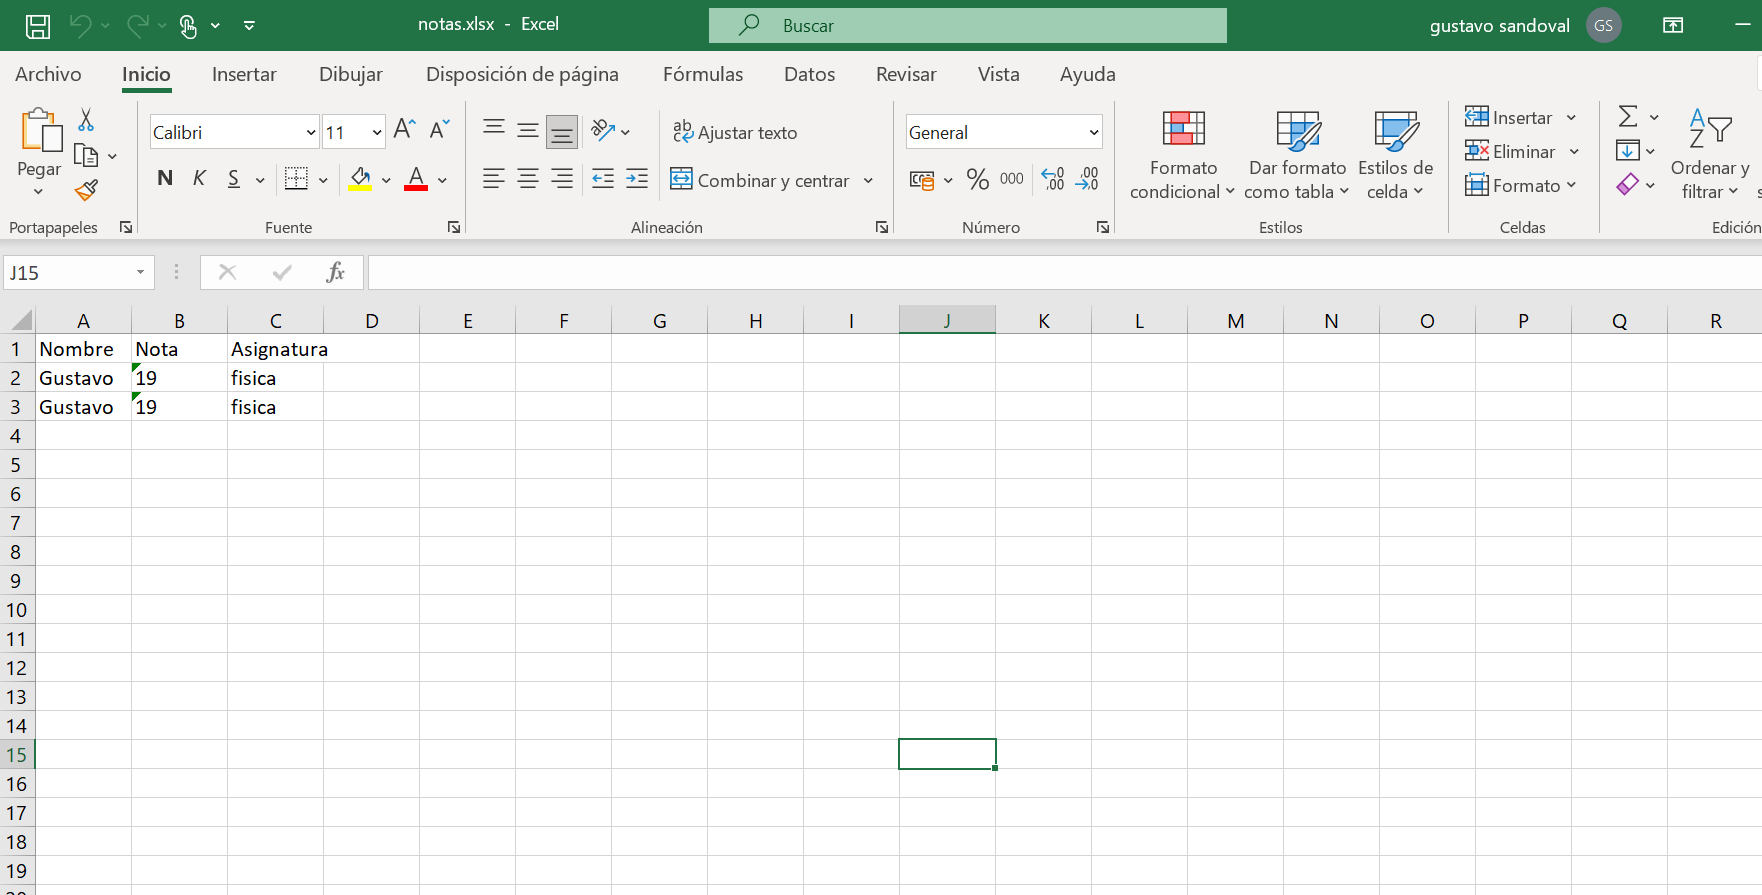 notas.xlsx - Excel
Buscar
gustavo sandoval GS
Archivo Inicio Insertar Dibujar Disposición de página Fórmulas Datos Revisar Vista Ayuda
Pegar
Portapapeles
Calibri 11
N K S
Fuente
Ajustar texto
Combinar y centrar
Alineación
General
% 000
Número
Formato condicional
Dar formato como tabla
Estilos de celda
Estilos
Insertar
Eliminar
Formato
Celdas
Ordenar y filtrar
Edición
J15 fx
A B C D E F G H I J K L M N O P Q R
1 Nombre Nota Asignatura
2 Gustavo 19 fisica
3 Gustavo 19 fisica
4
5
6
7
8
9
10
11
12
13
14
15
16
17
18
19